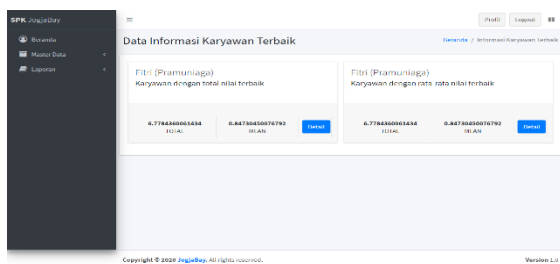 SPK JogjaBay
Profil Logout
Beranda
Master Data
Laporan
Data Informasi Karyawan Terbaik
Beranda / Informasi Karyawan Terbaik
Fitri (Pramuniaga)
Karyawan dengan total nilai terbaik
6.7784360061434 0.84730450076792 Detail
TOTAL MEAN
Fitri (Pramuniaga)
Karyawan dengan rata rata nilai terbaik
6.7784360061434 0.84730450076792 Detail
TOTAL MEAN
Copyright © 2020 JogjaBay. All rights reserved. Version 1.0